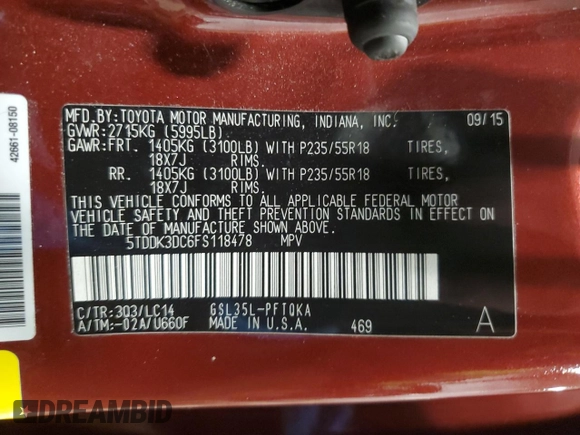 MFD.BY:TOYOTA MOTOR MANUFACTURING, INDIANA, INC. 09/15
GVWR:2715KG (5995LB)
GAWR:FRT. 1405KG (3100LB) WITH P235/55R18 TIRES,
18X7J RIMS.
RR. 1405KG (3100LB) WITH P235/55R18 TIRES,
18X7J RIMS.
THIS VEHICLE CONFORMS TO ALL APPLICABLE FEDERAL MOTOR
VEHICLE SAFETY AND THEFT PREVENTION STANDARDS IN EFFECT ON
THE DATE OF MANUFACTURE SHOWN ABOVE.
5TDDK3DC6FS118478 MPV
C/TR:3Q3/LC14 GSL35L-PFTQKA
A/TM:-02A/U660F MADE IN U.S.A. 469 A
42661-08150
DREAMBID